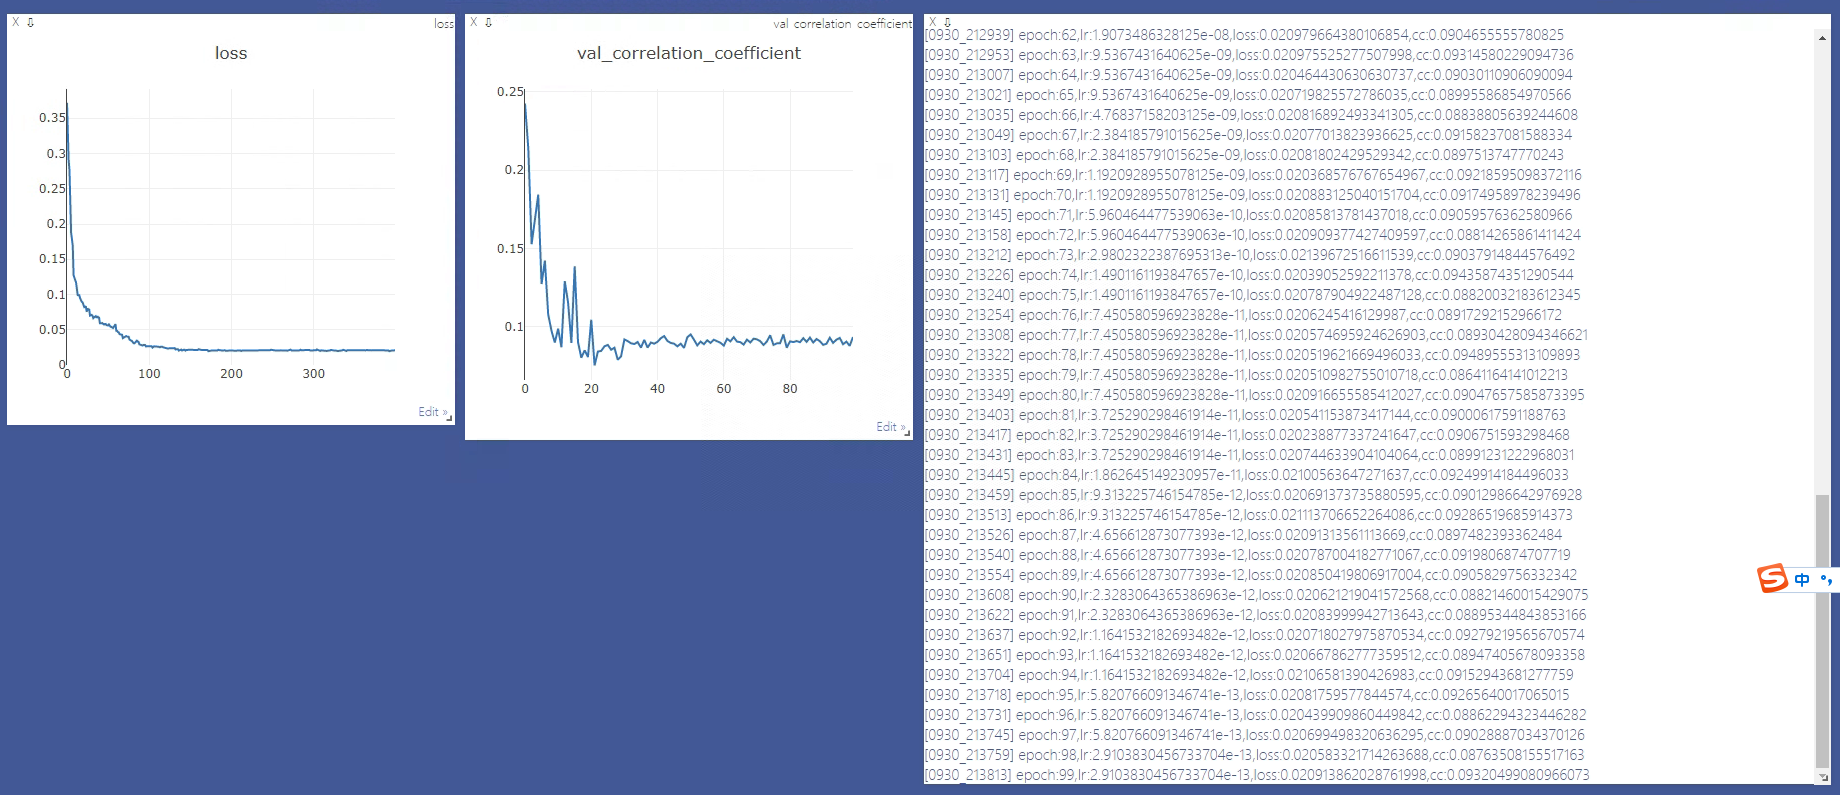 X ⇩ loss
loss
0.35
0.3
0.25
0.2
0.15
0.1
0.05
0
0 100 200 300
Edit »
X ⇩ val_correlation_coefficient
val_correlation_coefficient
0.25
0.2
0.15
0.1
0 20 40 60 80
Edit »
X ⇩
[0930_212939] epoch:62,lr:1.9073486328125e-08,loss:0.020979664380106854,cc:0.0904655555780825
[0930_212953] epoch:63,lr:9.5367431640625e-09,loss:0.020975525277507998,cc:0.09314580229094736
[0930_213007] epoch:64,lr:9.5367431640625e-09,loss:0.020464430630630737,cc:0.09030110906090094
[0930_213021] epoch:65,lr:9.5367431640625e-09,loss:0.020719825572786035,cc:0.08995586854970566
[0930_213035] epoch:66,lr:4.76837158203125e-09,loss:0.020816892493341305,cc:0.08838805639244608
[0930_213049] epoch:67,lr:2.384185791015625e-09,loss:0.02077013823936625,cc:0.09158237081588334
[0930_213103] epoch:68,lr:2.384185791015625e-09,loss:0.02081802429529342,cc:0.0897513747770243
[0930_213117] epoch:69,lr:1.1920928955078125e-09,loss:0.020368576767654967,cc:0.09218595098372116
[0930_213131] epoch:70,lr:1.1920928955078125e-09,loss:0.020883125040151704,cc:0.09174958978239496
[0930_213145] epoch:71,lr:5.960464477539063e-10,loss:0.02085813781437018,cc:0.09059576362580966
[0930_213158] epoch:72,lr:5.960464477539063e-10,loss:0.020909377427409597,cc:0.08814265861411424
[0930_213212] epoch:73,lr:2.9802322387695313e-10,loss:0.02139672516611539,cc:0.09037914844576492
[0930_213226] epoch:74,lr:1.4901161193847657e-10,loss:0.02039052592211378,cc:0.09435874351290544
[0930_213240] epoch:75,lr:1.4901161193847657e-10,loss:0.020787904922487128,cc:0.08820032183612345
[0930_213254] epoch:76,lr:7.450580596923828e-11,loss:0.0206245416129987,cc:0.08917292152966172
[0930_213308] epoch:77,lr:7.450580596923828e-11,loss:0.020574695924626903,cc:0.08930428094346621
[0930_213322] epoch:78,lr:7.450580596923828e-11,loss:0.020519621669496033,cc:0.09489555313109893
[0930_213335] epoch:79,lr:7.450580596923828e-11,loss:0.020510982755010718,cc:0.08641164141012213
[0930_213349] epoch:80,lr:7.450580596923828e-11,loss:0.020916655585412027,cc:0.09047657585873395
[0930_213403] epoch:81,lr:3.725290298461914e-11,loss:0.020541153873417144,cc:0.09000617591188763
[0930_213417] epoch:82,lr:3.725290298461914e-11,loss:0.020238877337241647,cc:0.0906751593298468
[0930_213431] epoch:83,lr:3.725290298461914e-11,loss:0.020744633904104064,cc:0.08991231222968031
[0930_213445] epoch:84,lr:1.862645149230957e-11,loss:0.02100563647271637,cc:0.09249914184496033
[0930_213459] epoch:85,lr:9.313225746154785e-12,loss:0.020691373735880595,cc:0.09012986642976928
[0930_213513] epoch:86,lr:9.313225746154785e-12,loss:0.021113706652264086,cc:0.09286519685914373
[0930_213526] epoch:87,lr:4.656612873077393e-12,loss:0.02091313561113669,cc:0.0897482393362484
[0930_213540] epoch:88,lr:4.656612873077393e-12,loss:0.020787004182771067,cc:0.0919806874707719
[0930_213554] epoch:89,lr:4.656612873077393e-12,loss:0.020850419806917004,cc:0.0905829756332342
[0930_213608] epoch:90,lr:2.3283064365386963e-12,loss:0.020621219041572568,cc:0.08821460015429075
[0930_213622] epoch:91,lr:2.3283064365386963e-12,loss:0.02083999942713643,cc:0.08895344843853166
[0930_213637] epoch:92,lr:1.1641532182693482e-12,loss:0.020718027975870534,cc:0.09279219565670574
[0930_213651] epoch:93,lr:1.1641532182693482e-12,loss:0.020667862777359512,cc:0.08947405678093358
[0930_213704] epoch:94,lr:1.1641532182693482e-12,loss:0.02106581390426983,cc:0.09152943681277759
[0930_213718] epoch:95,lr:5.820766091346741e-13,loss:0.02081759577844574,cc:0.09265640017065015
[0930_213731] epoch:96,lr:5.820766091346741e-13,loss:0.020439909860449842,cc:0.08862294323446282
[0930_213745] epoch:97,lr:5.820766091346741e-13,loss:0.020699498320636295,cc:0.09028887034370126
[0930_213759] epoch:98,lr:2.9103830456733704e-13,loss:0.020583321714263688,cc:0.08763508155517163
[0930_213813] epoch:99,lr:2.9103830456733704e-13,loss:0.020913862028761998,cc:0.09320499080966073
S 中 °,